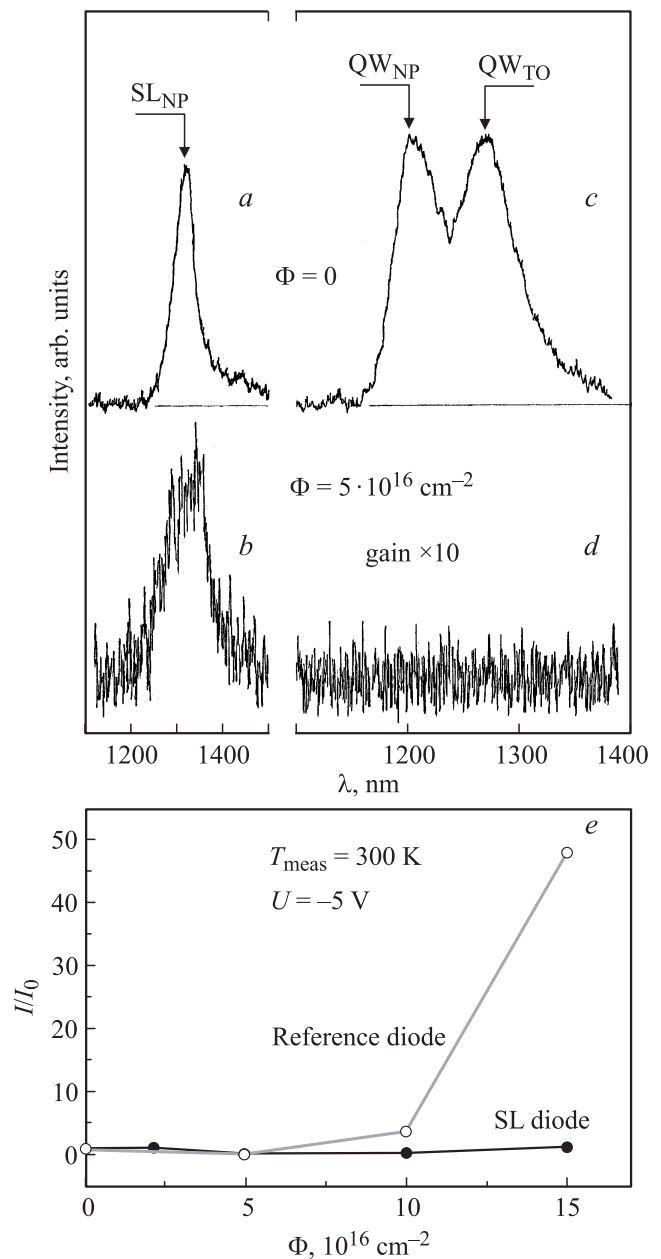 SL_NP
QW_NP
QW_TO
a
c
Φ = 0
Intensity, arb. units
Φ = 5 · 10^16 cm^–2
b
gain ×10
d
1200
1400
1200
1300
1400
λ, nm
e
50
40
30
20
10
0
I/I_0
T_meas = 300 K
U = –5 V
Reference diode
SL diode
0
5
10
15
Φ, 10^16 cm^–2